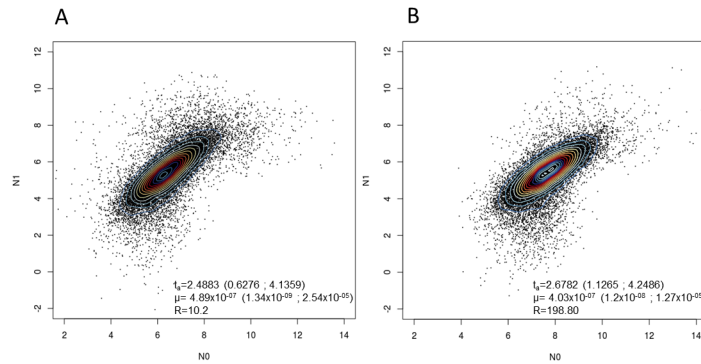 A
B
12
10
8
6
4
2
0
-2
N1
tₐ=2.4883 (0.6276 ; 4.1359)
µ= 4.89x10⁻⁰⁷ (1.34x10⁻⁰⁹ ; 2.54x10⁻⁰⁵)
R=10.2
2 4 6 8 10 12 14
N0
12
10
8
6
4
2
0
-2
N1
tₐ=2.6782 (1.1265 ; 4.2486)
µ= 4.03x10⁻⁰⁷ (1.2x10⁻⁰⁸ ; 1.27x10⁻⁰⁵
R=198.80
2 4 6 8 10 12 14
N0